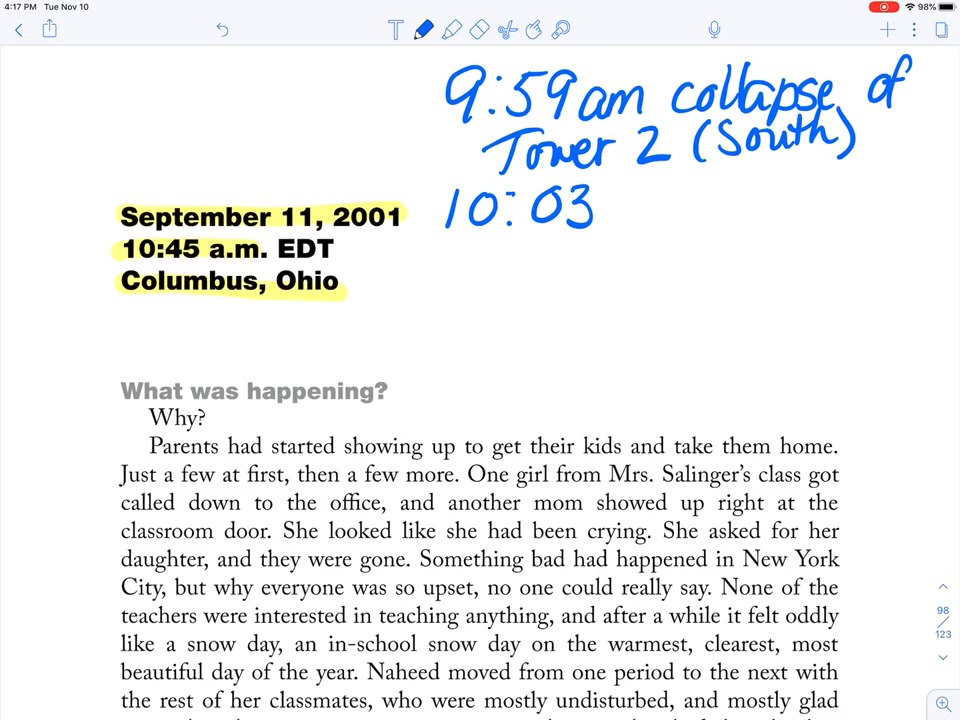 4:17 PM Tue Nov 10
98%
9:59am collapse of
Tower 2 (South)
10:03
September 11, 2001
10:45 a.m. EDT
Columbus, Ohio
What was happening?
Why?
Parents had started showing up to get their kids and take them home.
Just a few at first, then a few more. One girl from Mrs. Salinger's class got
called down to the office, and another mom showed up right at the
classroom door. She looked like she had been crying. She asked for her
daughter, and they were gone. Something bad had happened in New York
City, but why everyone was so upset, no one could really say. None of the
teachers were interested in teaching anything, and after a while it felt oddly
like a snow day, an in-school snow day on the warmest, clearest, most
beautiful day of the year. Naheed moved from one period to the next with
the rest of her classmates, who were mostly undisturbed, and mostly glad
98
/
123